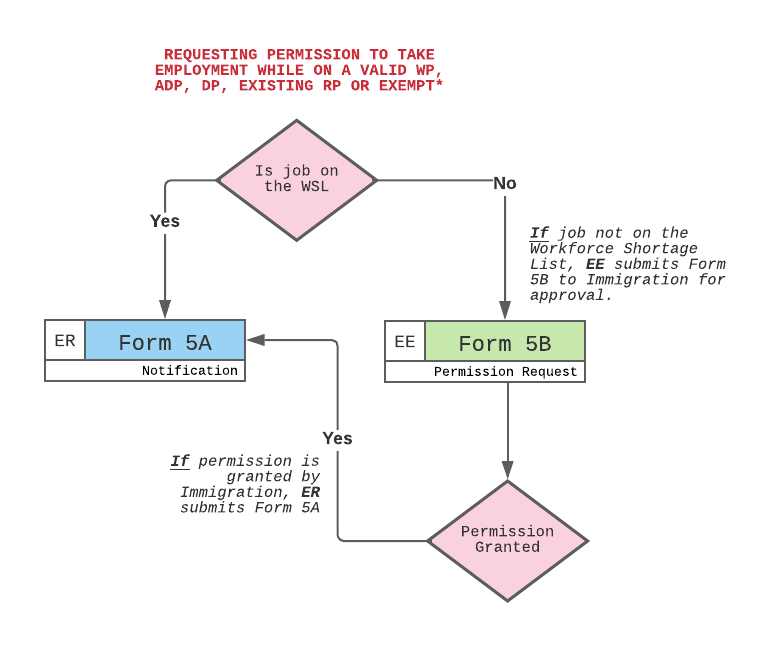 REQUESTING PERMISSION TO TAKE
EMPLOYMENT WHILE ON A VALID WP,
ADP, DP, EXISTING RP OR EXEMPT*
Is job on
the WSL
No
Yes
If job not on the
Workforce Shortage
List, EE submits Form
5B to Immigration for
approval.
ER
Form 5A
Notification
EE
Form 5B
Permission Request
Yes
If permission is
granted by
Immigration, ER
submits Form 5A
Permission
Granted